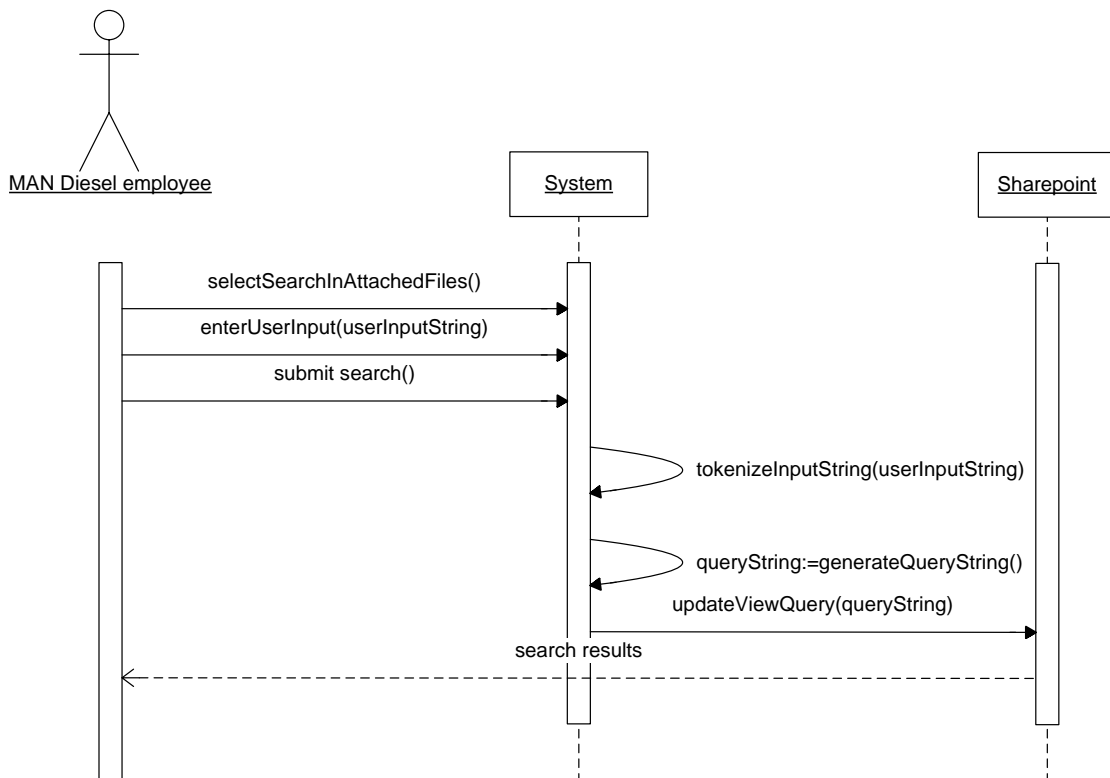 MAN Diesel employee
System
Sharepoint
selectSearchInAttachedFiles()
enterUserInput(userInputString)
submit search()
tokenizeInputString(userInputString)
queryString:=generateQueryString()
updateViewQuery(queryString)
search results